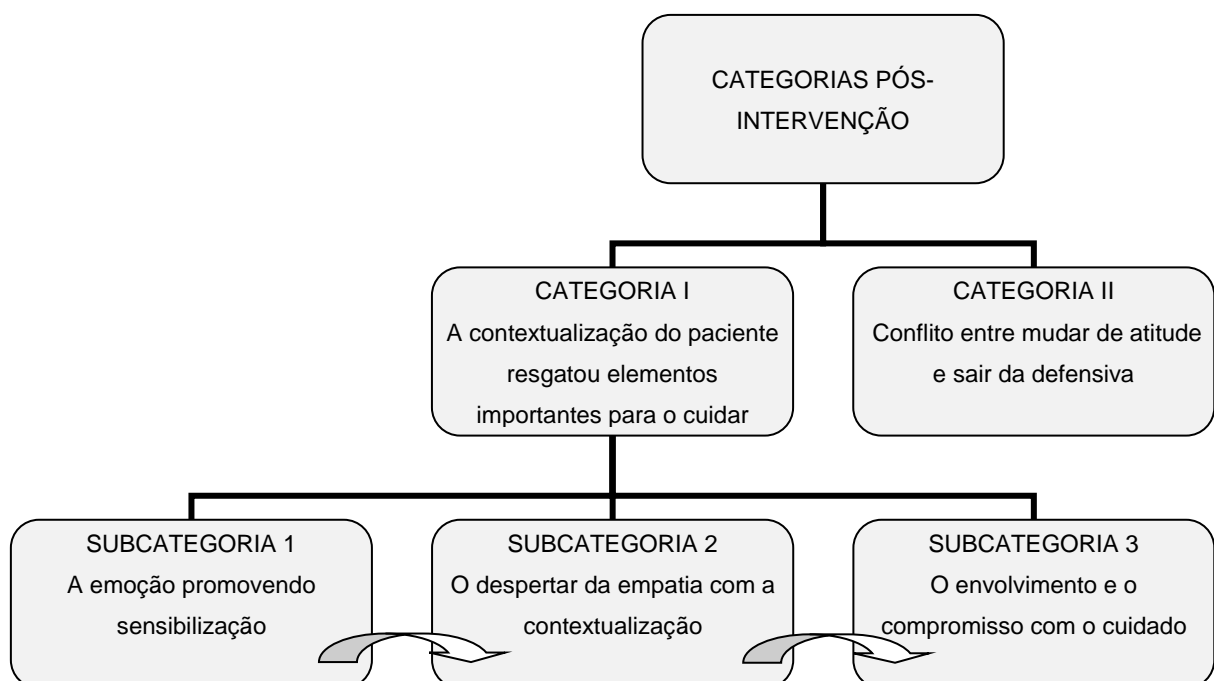 CATEGORIAS PÓS-
INTERVENÇÃO
CATEGORIA I
A contextualização do paciente
resgatou elementos
importantes para o cuidar
CATEGORIA II
Conflito entre mudar de atitude
e sair da defensiva
SUBCATEGORIA 1
A emoção promovendo
sensibilização
SUBCATEGORIA 2
O despertar da empatia com a
contextualização
SUBCATEGORIA 3
O envolvimento e o
compromisso com o cuidado